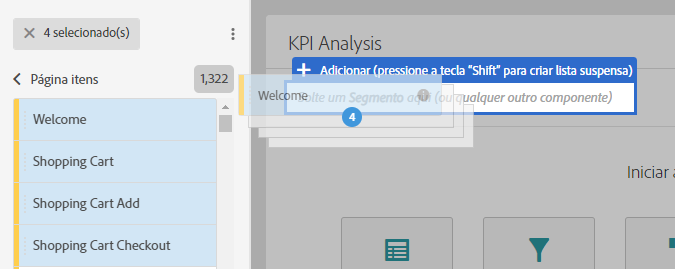 4 selecionado(s)
Página itens
1,322
Welcome
Shopping Cart
Shopping Cart Add
Shopping Cart Checkout
KPI Analysis
Adicionar (pressione a tecla “Shift” para criar lista suspensa)
Welcome
olte um Segmento aqui (ou qualquer outro componente)
4
Iniciar a